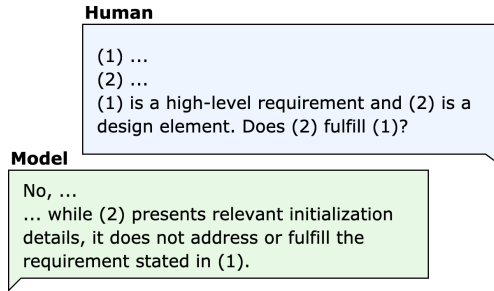 Human
(1) ...
(2) ...
(1) is a high-level requirement and (2) is a
design element. Does (2) fulfill (1)?
Model
No, ...
... while (2) presents relevant initialization
details, it does not address or fulfill the
requirement stated in (1).